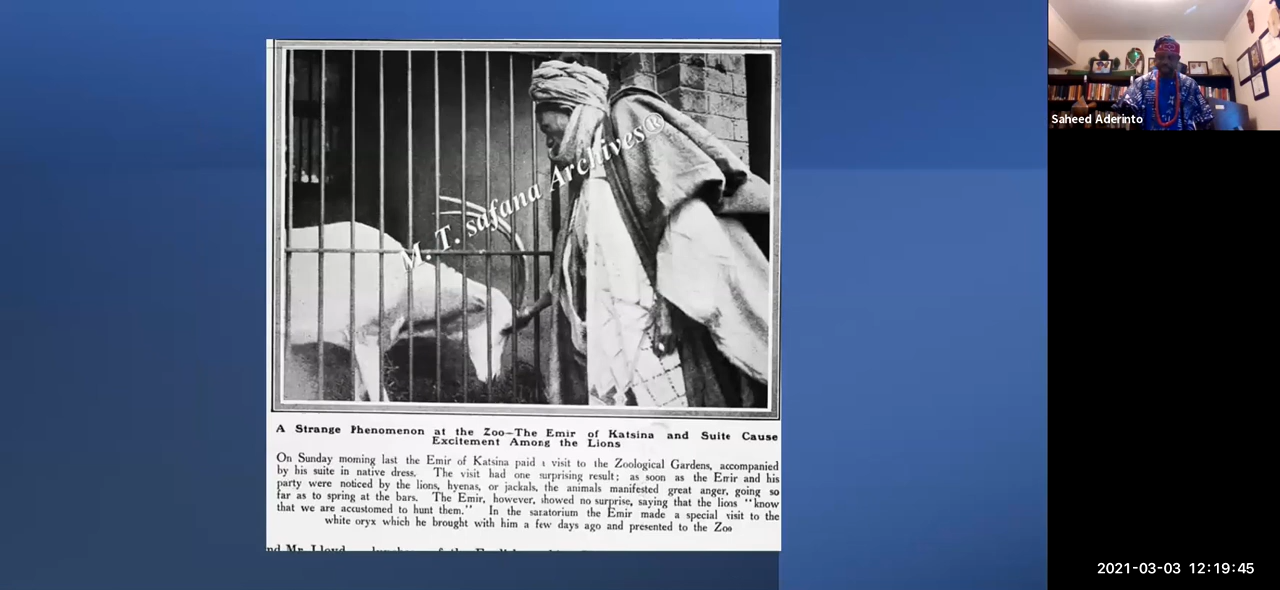 M. T. safana Archives®
A Strange Phenomenon at the Zoo—The Emir of Katsina and Suite Cause
Excitement Among the Lions
On Sunday morning last the Emir of Katsina paid a visit to the Zoological Gardens, accompanied
by his suite in native dress. The visit had one surprising result; as soon as the Emir and his
party were noticed by the lions, hyenas, or jackals, the animals manifested great anger, going so
far as to spring at the bars. The Emir, however, showed no surprise, saying that the lions "know
that we are accustomed to hunt them." In the sanatorium the Emir made a special visit to the
white oryx which he brought with him a few days ago and presented to the Zoo
nd Mr. Lloyd
Saheed Aderinto
2021-03-03 12:19:45